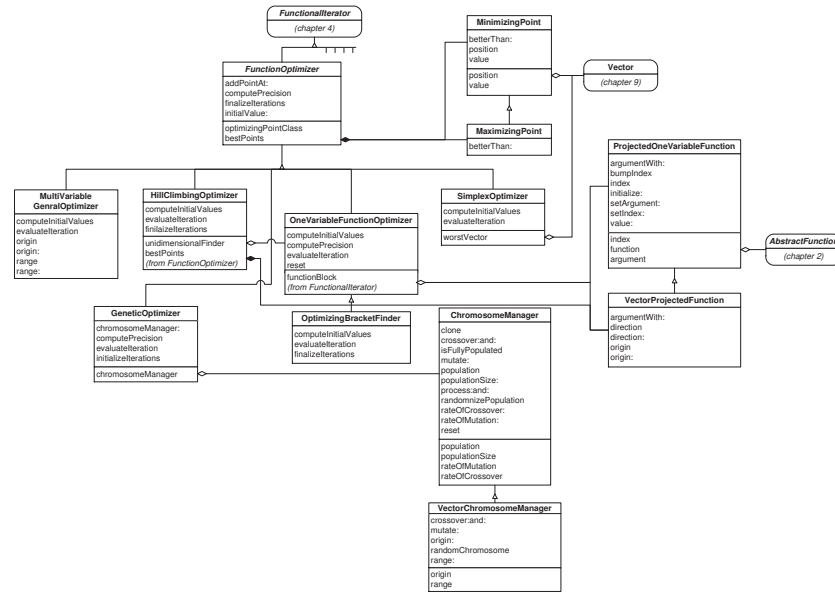 FunctionalIterator
(chapter 4)
FunctionOptimizer
addPointAt:
computePrecision
finalizeIterations
initialValue:
optimizingPointClass
bestPoints
MinimizingPoint
betterThan:
position
value
position
value
Vector
(chapter 9)
MaximizingPoint
betterThan:
ProjectedOneVariableFunction
argumentWith:
bumpIndex
index
initialize:
setArgument:
setIndex:
value:
index
function
argument
AbstractFunction
(chapter 2)
MultiVariable
GenralOptimizer
computeInitialValues
evaluateIteration
origin
origin:
range
range:
HillClimbingOptimizer
computeInitialValues
evaluateIteration
finilaizeIterations
unidimensionalFinder
bestPoints
(from FunctionOptimizer)
OneVariableFunctionOptimizer
computeInitialValues
computePrecision
evaluateIteration
reset
functionBlock
(from FunctionalIterator)
SimplexOptimizer
computeInitialValues
evaluateIteration
worstVector
VectorProjectedFunction
argumentWith:
direction
direction:
origin
origin:
GeneticOptimizer
chromosomeManager:
computePrecision
evaluateIteration
initializeIterations
chromosomeManager
OptimizingBracketFinder
computeInitialValues
evaluateIteration
finalizeIterations
ChromosomeManager
clone
crossover:and:
isFullyPopulated
mutate:
population
populationSize:
process:and:
randomnizePopulation
rateOfCrossover:
rateOfMutation:
reset
population
populationSize
rateOfMutation
rateOfCrossover
VectorChromosomeManager
crossover:and:
mutate:
origin:
randomChromosome
range:
origin
range